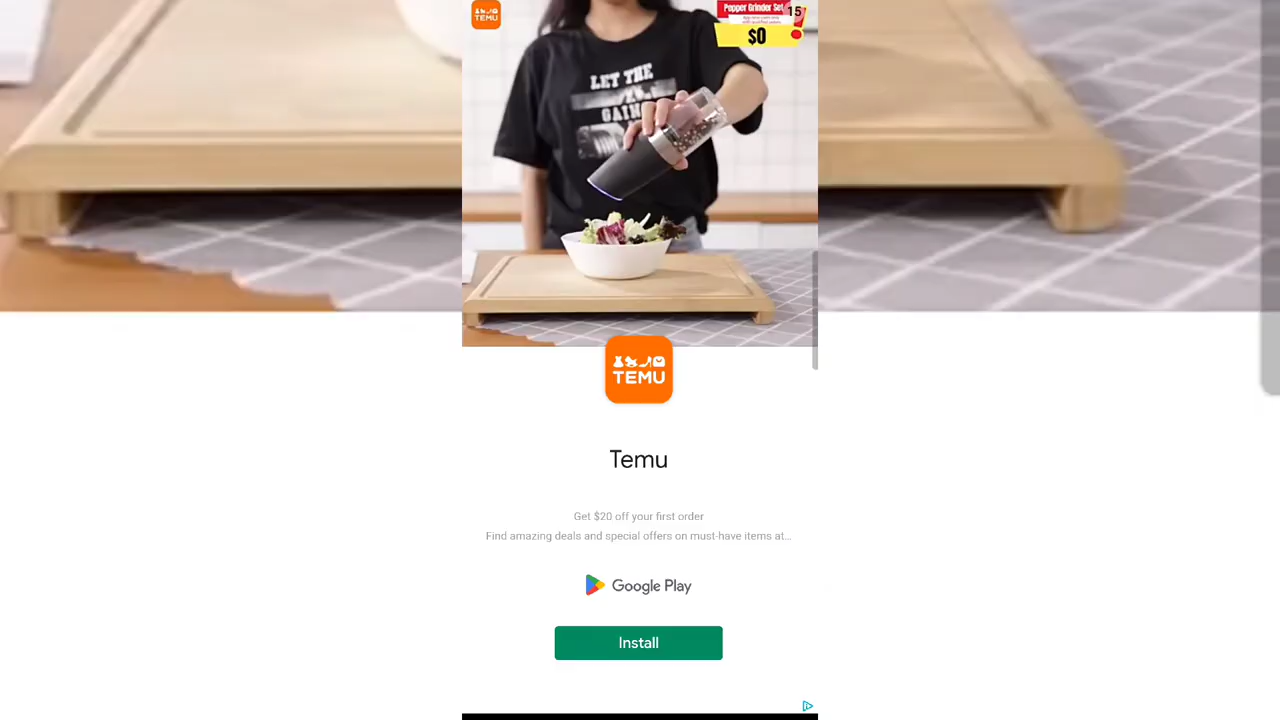 TEMU
Pepper Grinder Set
15
$0
LET THE
GAIN
TEMU
Temu
Get $20 off your first order
Find amazing deals and special offers on must-have items at...
Google Play
Install